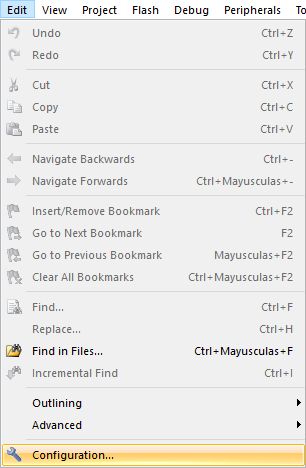 Edit View Project Flash Debug Peripherals To
Undo Ctrl+Z
Redo Ctrl+Y
Cut Ctrl+X
Copy Ctrl+C
Paste Ctrl+V
Navigate Backwards Ctrl+-
Navigate Forwards Ctrl+Mayusculas+-
Insert/Remove Bookmark Ctrl+F2
Go to Next Bookmark F2
Go to Previous Bookmark Mayusculas+F2
Clear All Bookmarks Ctrl+Mayusculas+F2
Find... Ctrl+F
Replace... Ctrl+H
Find in Files... Ctrl+Mayusculas+F
Incremental Find Ctrl+I
Outlining
Advanced
Configuration...